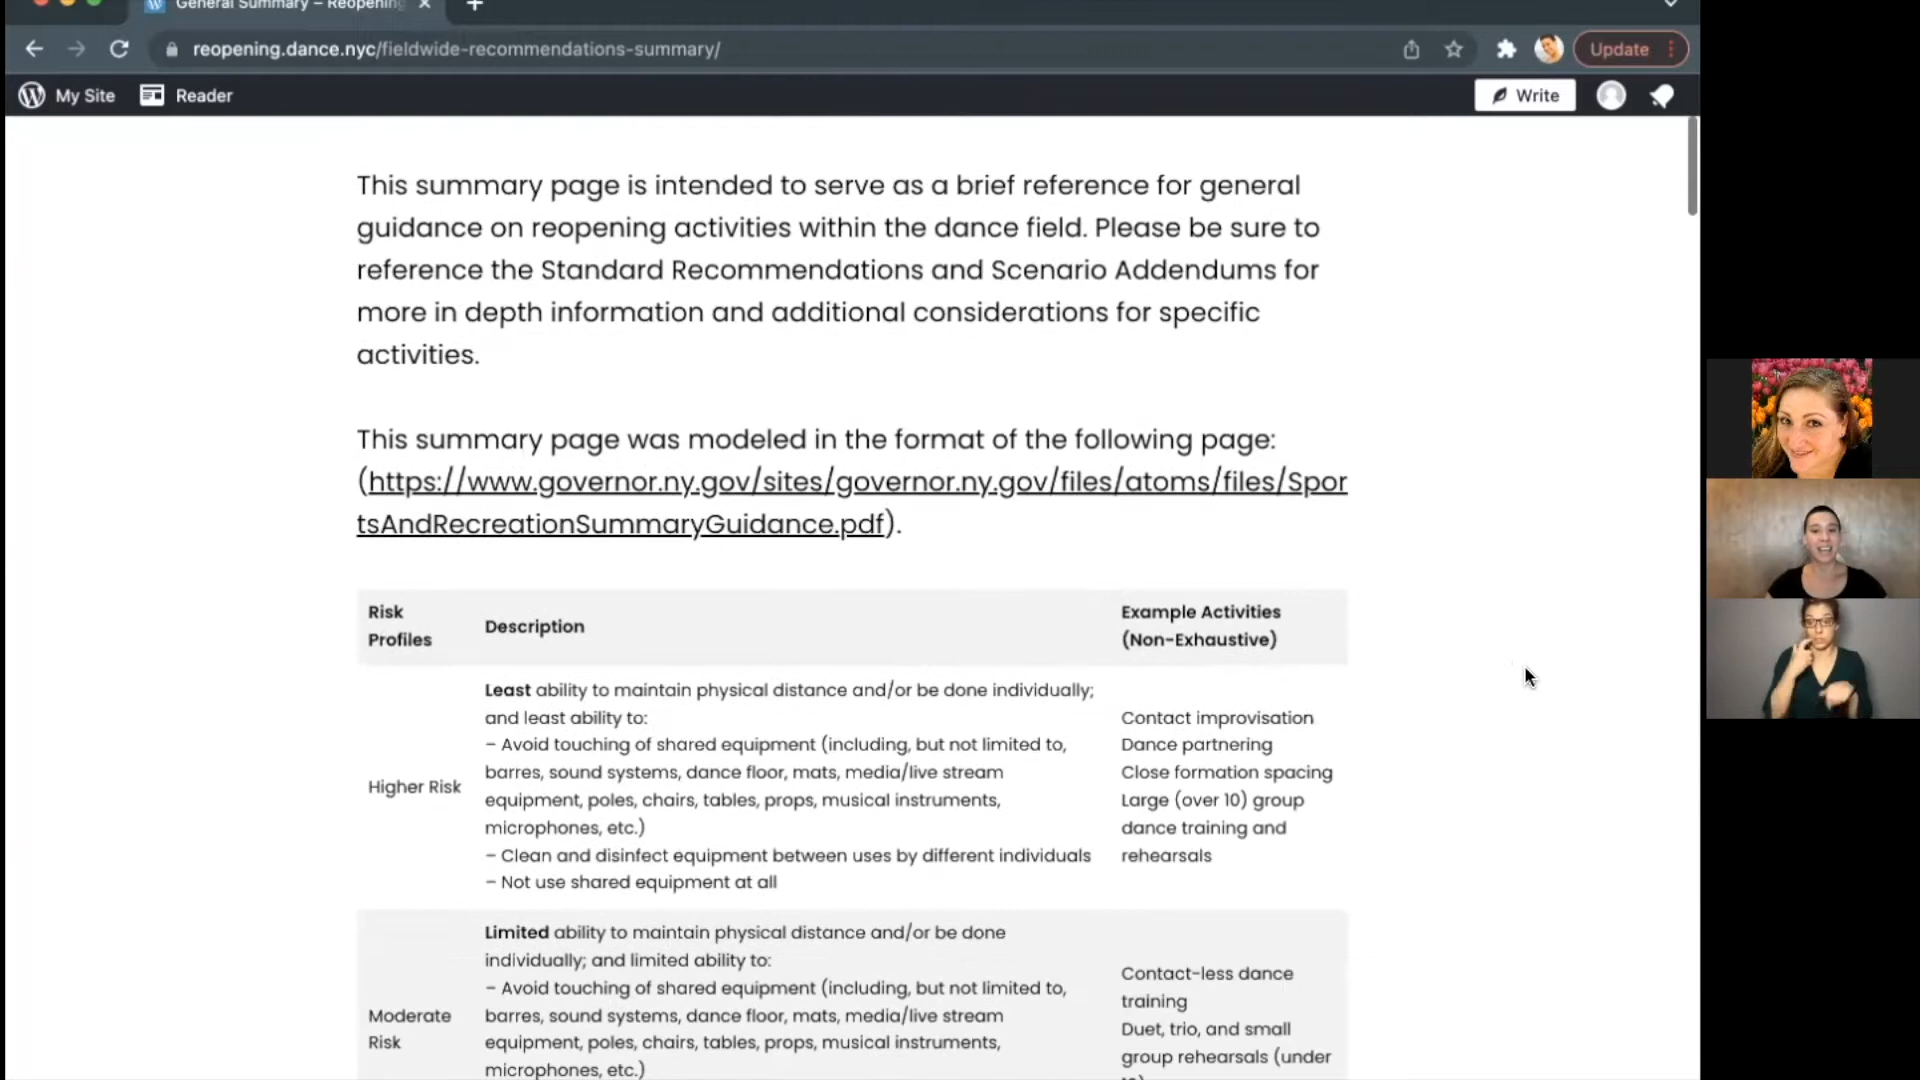 General Summary – Reopening
reopening.dance.nyc/fieldwide-recommendations-summary/
Update
My Site
Reader
Write
This summary page is intended to serve as a brief reference for general
guidance on reopening activities within the dance field. Please be sure to
reference the Standard Recommendations and Scenario Addendums for
more in depth information and additional considerations for specific
activities.
This summary page was modeled in the format of the following page:
(https://www.governor.ny.gov/sites/governor.ny.gov/files/atoms/files/Spor
tsAndRecreationSummaryGuidance.pdf).
Risk
Profiles
Description
Example Activities
(Non-Exhaustive)
Higher Risk
Least ability to maintain physical distance and/or be done individually;
and least ability to:
– Avoid touching of shared equipment (including, but not limited to,
barres, sound systems, dance floor, mats, media/live stream
equipment, poles, chairs, tables, props, musical instruments,
microphones, etc.)
– Clean and disinfect equipment between uses by different individuals
– Not use shared equipment at all
Contact improvisation
Dance partnering
Close formation spacing
Large (over 10) group
dance training and
rehearsals
Moderate
Risk
Limited ability to maintain physical distance and/or be done
individually; and limited ability to:
– Avoid touching of shared equipment (including, but not limited to,
barres, sound systems, dance floor, mats, media/live stream
equipment, poles, chairs, tables, props, musical instruments,
microphones, etc.)
Contact-less dance
training
Duet, trio, and small
group rehearsals (under